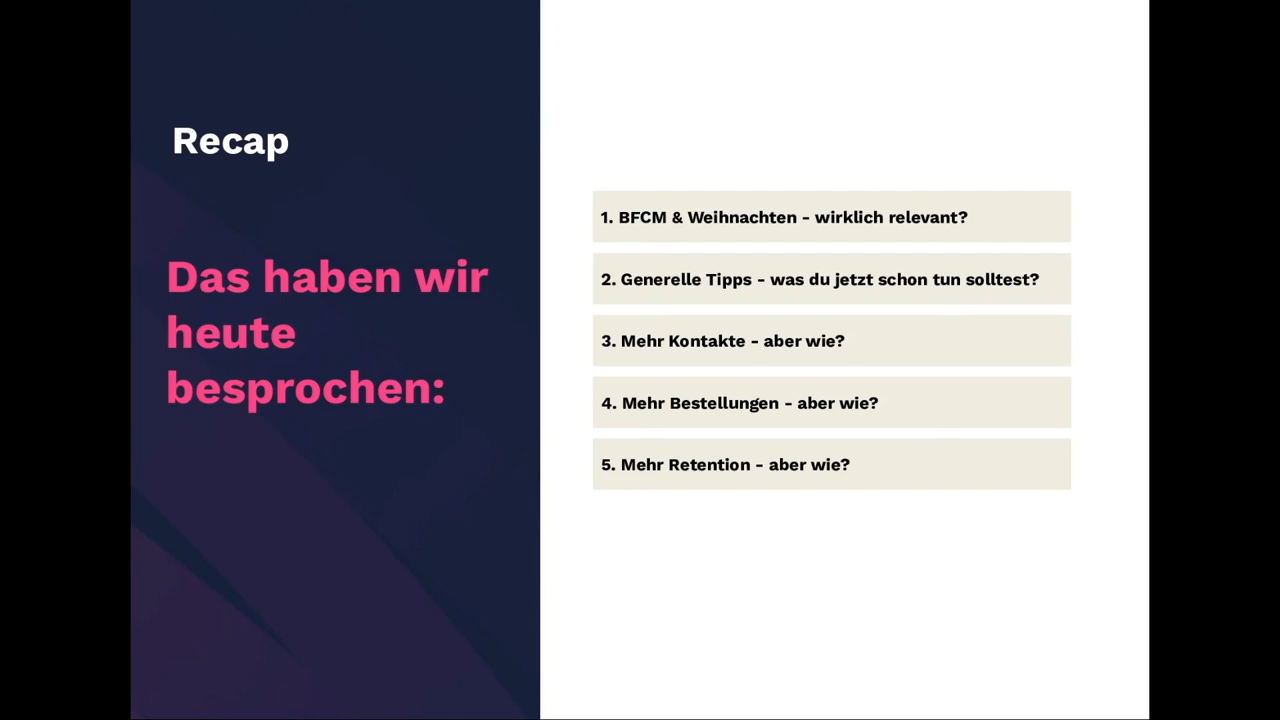 Recap
Das haben wir
heute
besprochen:
1. BFCM & Weihnachten - wirklich relevant?
2. Generelle Tipps - was du jetzt schon tun solltest?
3. Mehr Kontakte - aber wie?
4. Mehr Bestellungen - aber wie?
5. Mehr Retention - aber wie?